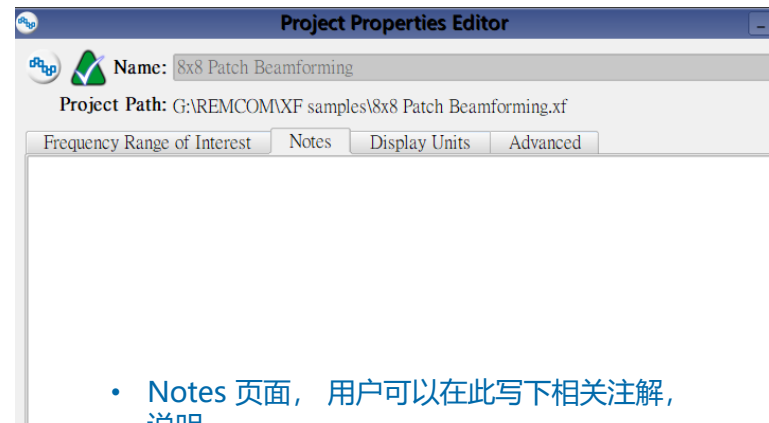 Project Properties Editor
Name: 8x8 Patch Beamforming
Project Path: G:\REMCOM\XF samples\8x8 Patch Beamforming.xf
Frequency Range of Interest Notes Display Units Advanced
• Notes 页面， 用户可以在此写下相关注解，
说明